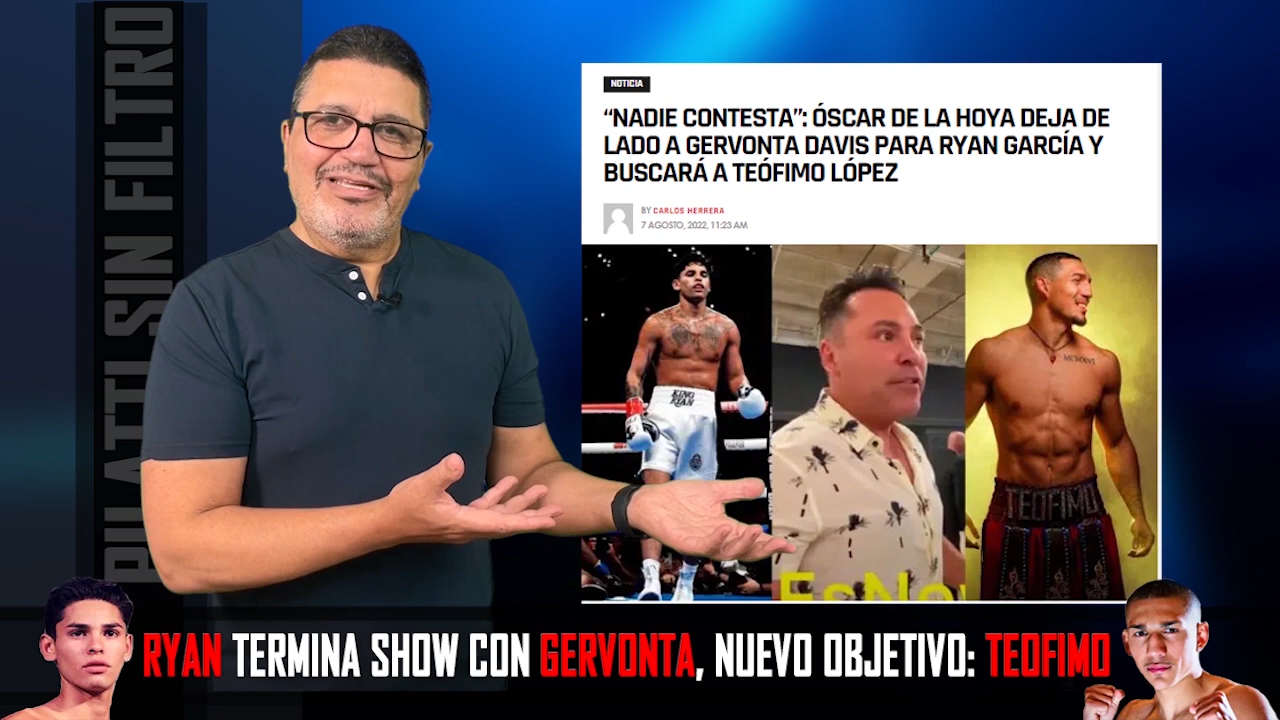 PILATTI SIN FILTRO
NOTICIA
“NADIE CONTESTA”: ÓSCAR DE LA HOYA DEJA DE
LADO A GERVONTA DAVIS PARA RYAN GARCÍA Y
BUSCARÁ A TEÓFIMO LÓPEZ
BY CARLOS HERRERA
7 AGOSTO, 2022, 11:23 AM
KING
RYAN
MCMXCVI
TEOFIMO
EsNew
RYAN TERMINA SHOW CON GERVONTA, NUEVO OBJETIVO: TEOFIMO